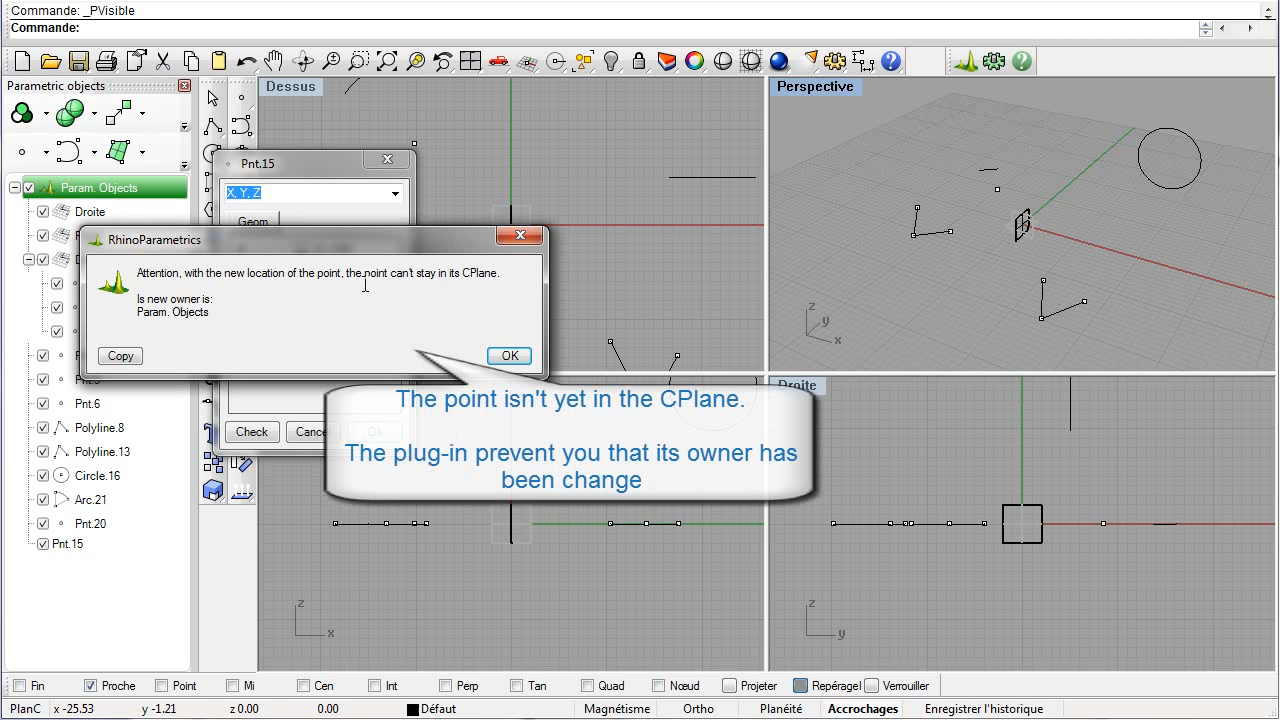 Commande: _PVisible
Commande:
Parametric objects
Param. Objects
Droite
Pnt.6
Polyline.8
Polyline.13
Circle.16
Arc.21
Pnt.20
Pnt.15
Dessus
Perspective
Droite
Pnt.15
X, Y, Z
Geom
RhinoParametrics
Attention, with the new location of the point, the point can't stay in its CPlane.
Is new owner is:
Param. Objects
Copy
OK
Check
Cancel
The point isn't yet in the CPlane.
The plug-in prevent you that its owner has
been change
z
y
x
z
x
z
y
Fin Proche Point Mi Cen Int Perp Tan Quad Nœud Projeter Repéragel Verrouiller
PlanC x -25.53 y -1.21 z 0.00 0.00 Défaut Magnétisme Ortho Planéité Accrochages Enregistrer l'historique